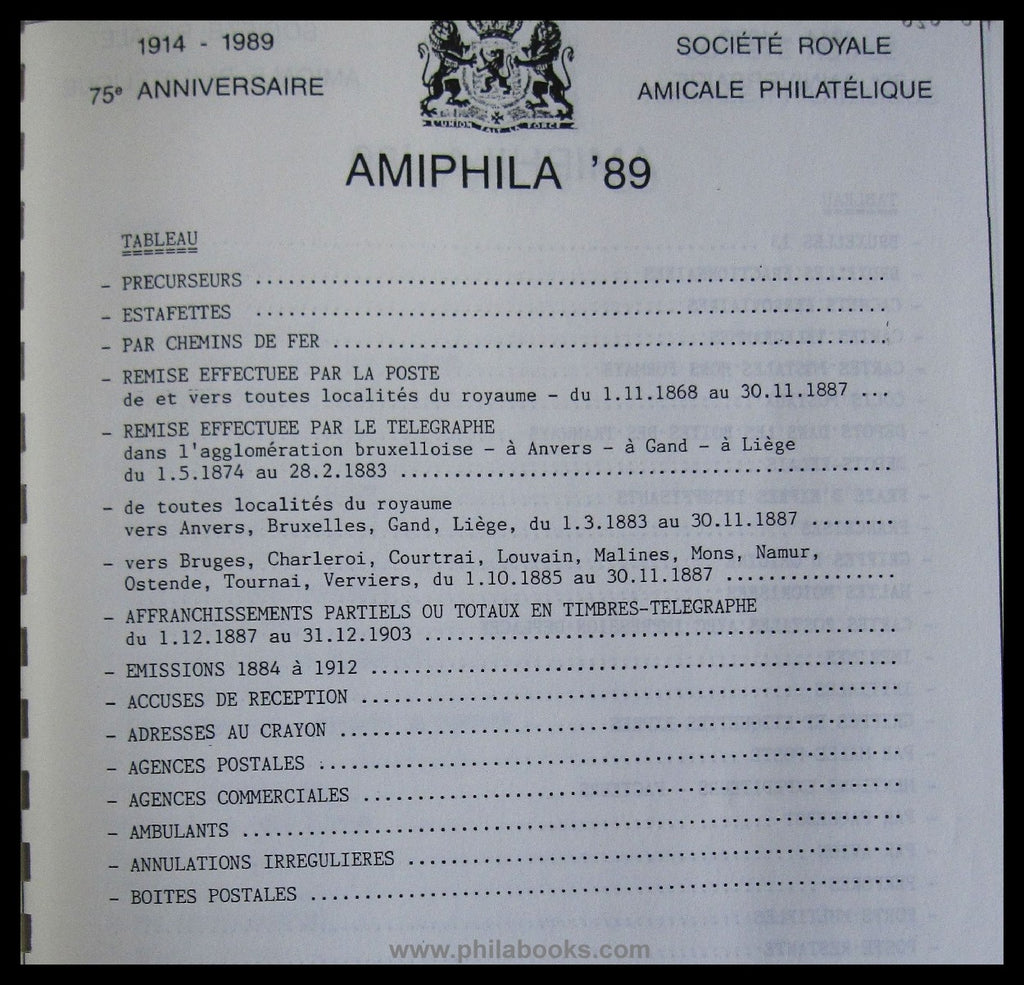 1914 - 1989
75e ANNIVERSAIRE
L'UNION FAIT LA FORCE
SOCIÉTÉ ROYALE
AMICALE PHILATÉLIQUE
AMIPHILA '89
TABLEAU
- PRECURSEURS ........................................
- ESTAFETTES ........................................
- PAR CHEMINS DE FER ........................................
- REMISE EFFECTUEE PAR LA POSTE
de et vers toutes localités du royaume - du 1.11.1868 au 30.11.1887 ...
- REMISE EFFECTUEE PAR LE TELEGRAPHE
dans l'agglomération bruxelloise - à Anvers - à Gand - à Liège
du 1.5.1874 au 28.2.1883 ........................................
- de toutes localités du royaume
vers Anvers, Bruxelles, Gand, Liège, du 1.3.1883 au 30.11.1887 ........
- vers Bruges, Charleroi, Courtrai, Louvain, Malines, Mons, Namur,
Ostende, Tournai, Verviers, du 1.10.1885 au 30.11.1887 ................
- AFFRANCHISSEMENTS PARTIELS OU TOTAUX EN TIMBRES-TELEGRAPHE
du 1.12.1887 au 31.12.1903 ........................................
- EMISSIONS 1884 à 1912 ........................................
- ACCUSES DE RECEPTION ........................................
- ADRESSES AU CRAYON ........................................
- AGENCES POSTALES ........................................
- AGENCES COMMERCIALES ........................................
- AMBULANTS ........................................
- ANNULATIONS IRREGULIERES ........................................
- BOITES POSTALES ........................................
www.philabooks.com